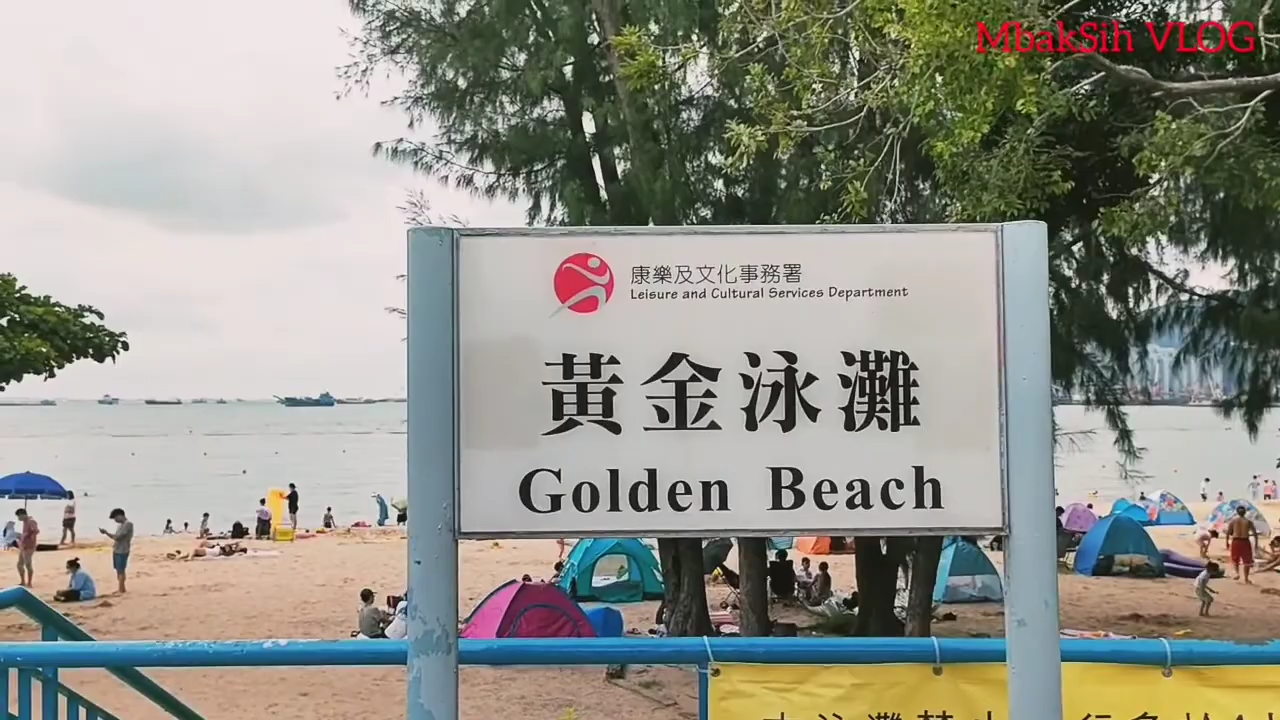 MbakSih VLOG
康樂及文化事務署
Leisure and Cultural Services Department
黃金泳灘
Golden Beach